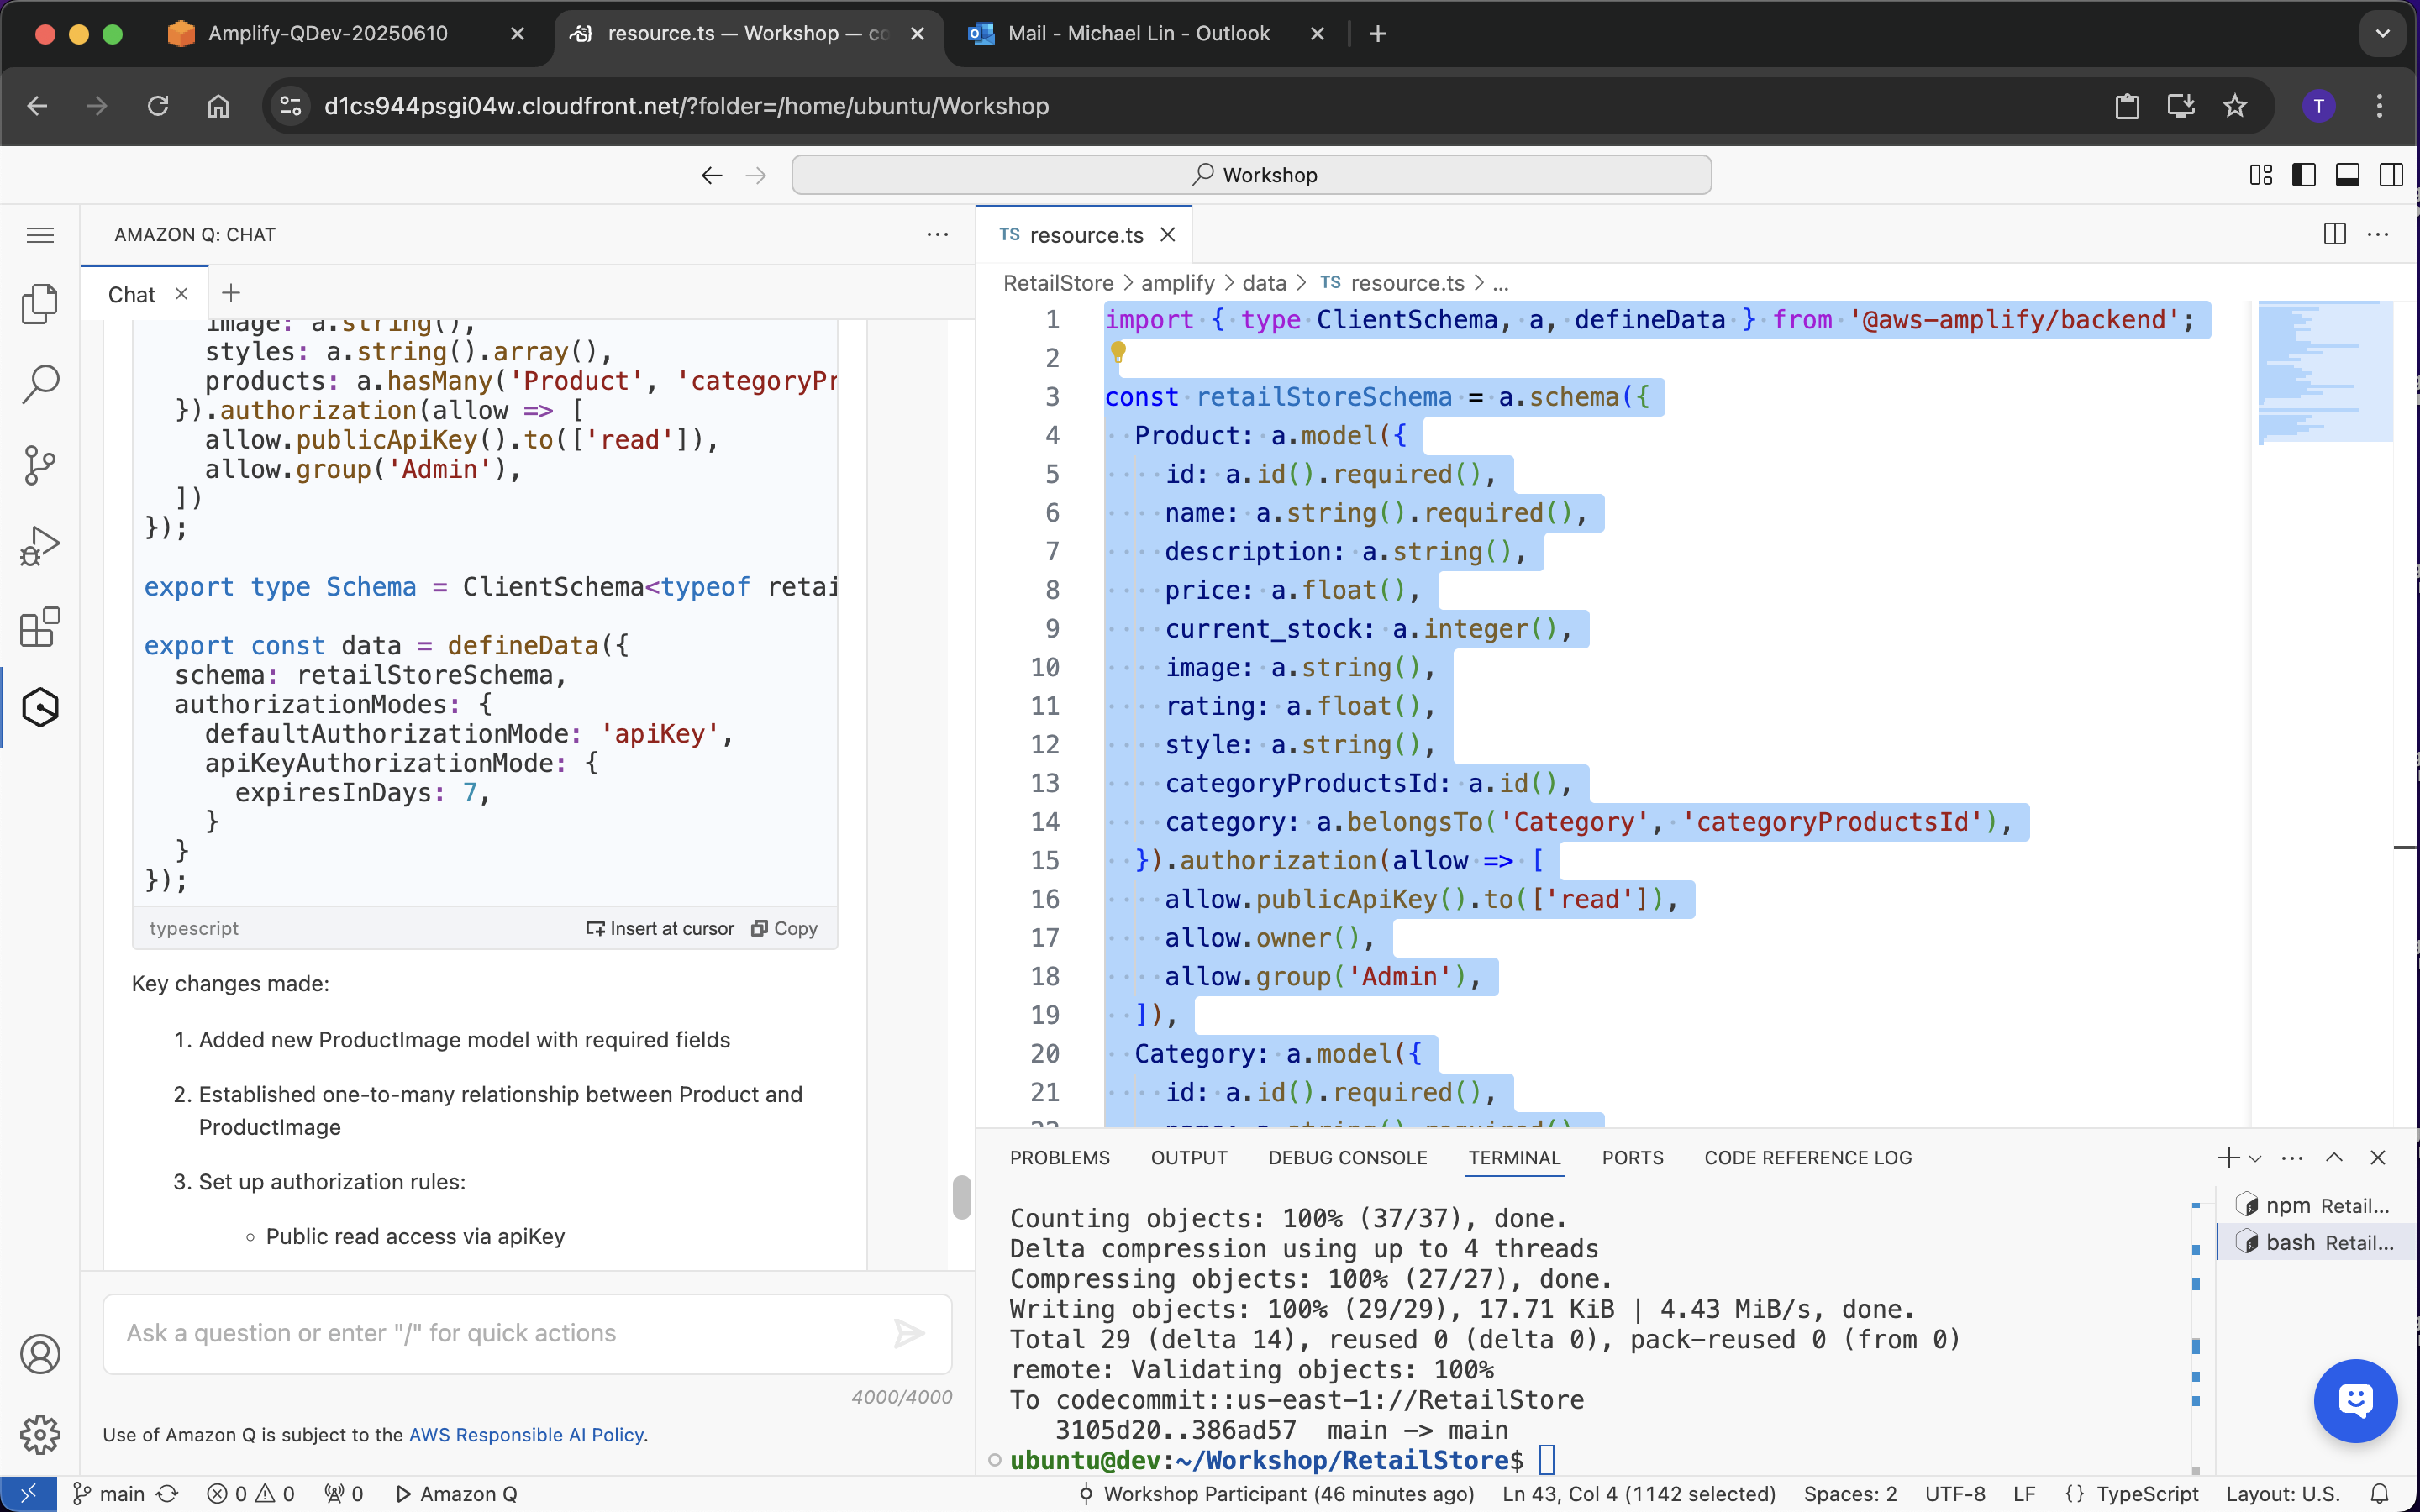 Amplify-QDev-20250610
resource.ts — Workshop — co
Mail - Michael Lin - Outlook
d1cs944psgi04w.cloudfront.net/?folder=/home/ubuntu/Workshop
T
Workshop
AMAZON Q: CHAT
Chat
image: a.string(),
styles: a.string().array(),
products: a.hasMany('Product', 'categoryPr
}).authorization(allow => [
allow.publicApiKey().to(['read']),
allow.group('Admin'),
])
});
export type Schema = ClientSchema<typeof retai
export const data = defineData({
schema: retailStoreSchema,
authorizationModes: {
defaultAuthorizationMode: 'apiKey',
apiKeyAuthorizationMode: {
expiresInDays: 7,
}
}
});
typescript
Insert at cursor
Copy
Key changes made:
1. Added new ProductImage model with required fields
2. Established one-to-many relationship between Product and
ProductImage
3. Set up authorization rules:
◦ Public read access via apiKey
Ask a question or enter "/" for quick actions
4000/4000
Use of Amazon Q is subject to the AWS Responsible AI Policy.
TS resource.ts
RetailStore > amplify > data > TS resource.ts > ...
1 import { type ClientSchema, a, defineData } from '@aws-amplify/backend';
2
3 const retailStoreSchema = a.schema({
4 Product: a.model({
5 id: a.id().required(),
6 name: a.string().required(),
7 description: a.string(),
8 price: a.float(),
9 current_stock: a.integer(),
10 image: a.string(),
11 rating: a.float(),
12 style: a.string(),
13 categoryProductsId: a.id(),
14 category: a.belongsTo('Category', 'categoryProductsId'),
15 }).authorization(allow => [
16 allow.publicApiKey().to(['read']),
17 allow.owner(),
18 allow.group('Admin'),
19 ]),
20 Category: a.model({
21 id: a.id().required(),
22 name: a.string().required()
PROBLEMS OUTPUT DEBUG CONSOLE TERMINAL PORTS CODE REFERENCE LOG
Counting objects: 100% (37/37), done.
Delta compression using up to 4 threads
Compressing objects: 100% (27/27), done.
Writing objects: 100% (29/29), 17.71 KiB | 4.43 MiB/s, done.
Total 29 (delta 14), reused 0 (delta 0), pack-reused 0 (from 0)
remote: Validating objects: 100%
To codecommit::us-east-1://RetailStore
3105d20..386ad57 main -> main
ubuntu@dev:~/Workshop/RetailStore$
npm Retail...
bash Retail...
main
0 0
0
Amazon Q
Workshop Participant (46 minutes ago)
Ln 43, Col 4 (1142 selected)
Spaces: 2
UTF-8
LF
{} TypeScript
Layout: U.S.